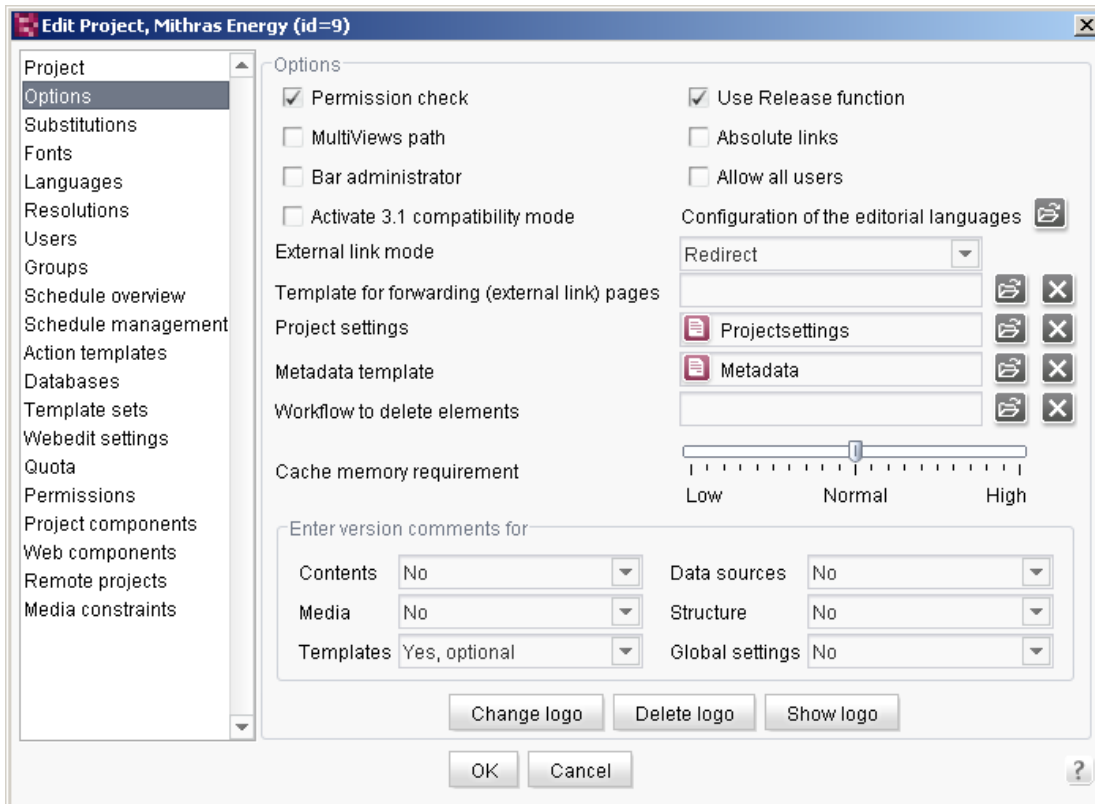 Edit Project, Mithras Energy (id=9)
Project
Options
Substitutions
Fonts
Languages
Resolutions
Users
Groups
Schedule overview
Schedule management
Action templates
Databases
Template sets
Webedit settings
Quota
Permissions
Project components
Web components
Remote projects
Media constraints
Options
Permission check Use Release function
MultiViews path Absolute links
Bar administrator Allow all users
Activate 3.1 compatibility mode Configuration of the editorial languages
External link mode Redirect
Template for forwarding (external link) pages
Project settings Projectsettings
Metadata template Metadata
Workflow to delete elements
Cache memory requirement
Low Normal High
Enter version comments for
Contents No Data sources No
Media No Structure No
Templates Yes, optional Global settings No
Change logo Delete logo Show logo
OK Cancel ?